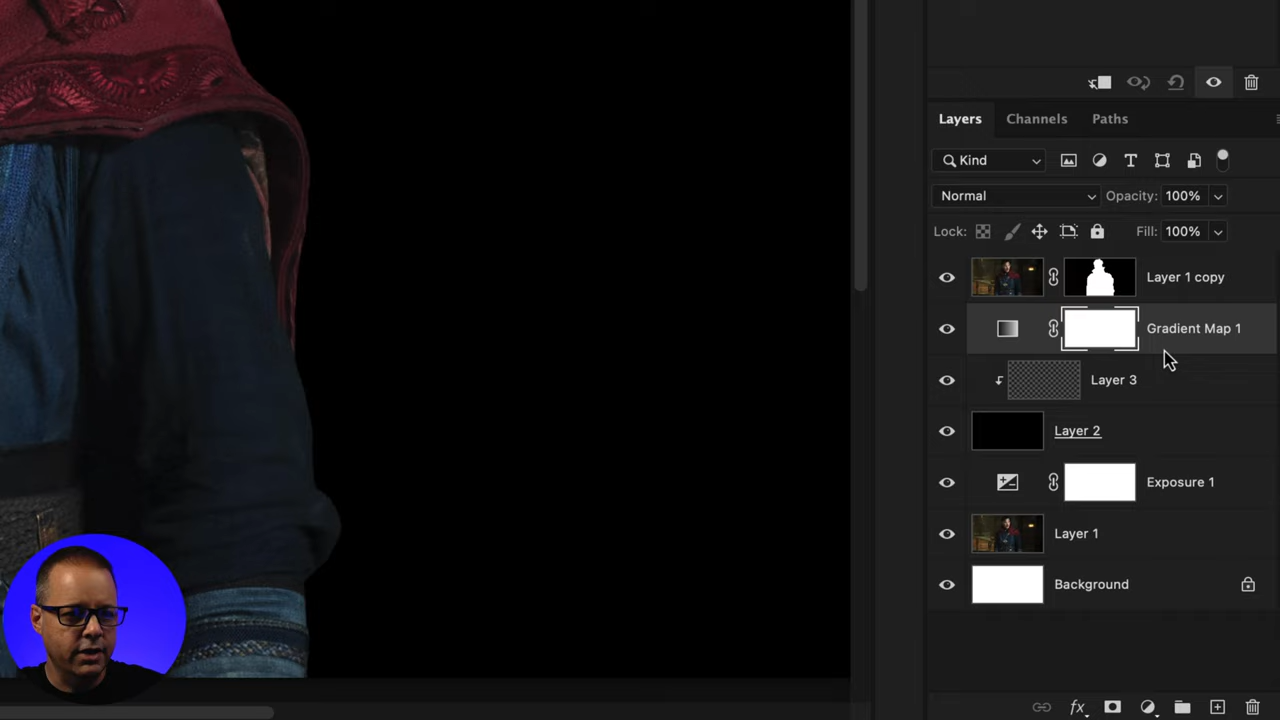 Layers Channels Paths
Kind
Normal Opacity: 100%
Lock: Fill: 100%
Layer 1 copy
Gradient Map 1
Layer 3
Layer 2
Exposure 1
Layer 1
Background
fx